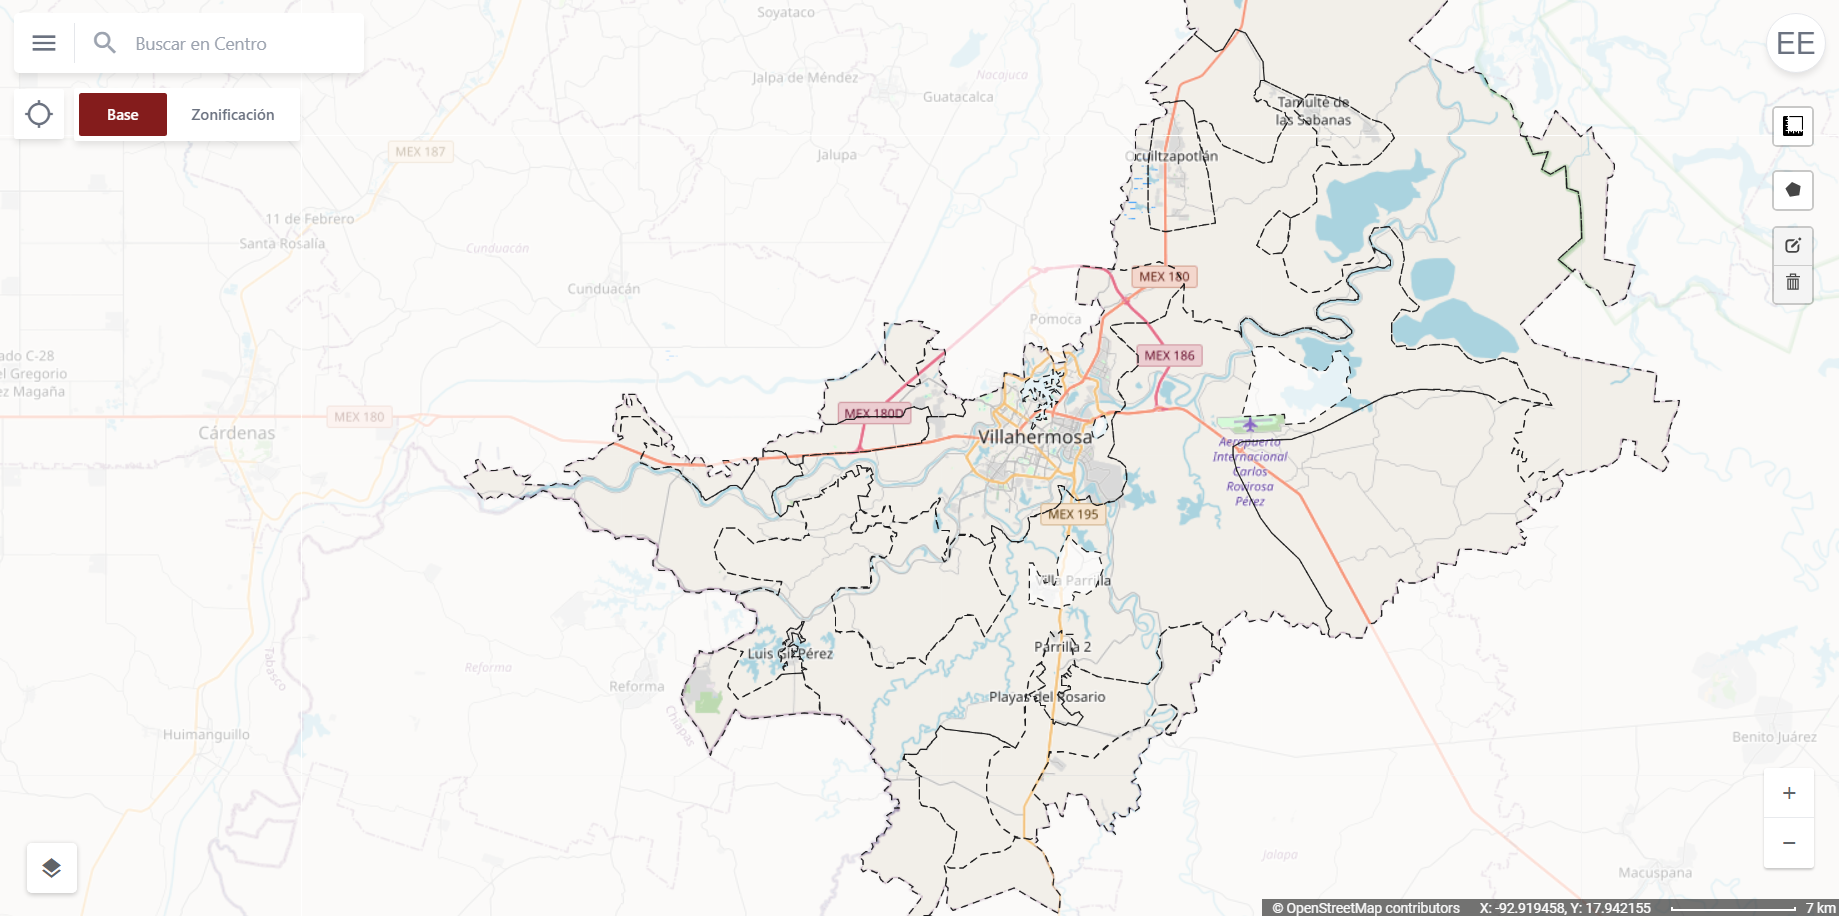 Buscar en Centro
EE
Base
Zonificación
Soyataco
Jalpa de Méndez
Nacajuca
Guatacalca
Tamulté de
las Sabanas
MEX 187
Jalupa
Ocuiltzapotlán
11 de Febrero
Santa Rosalía
Cunduacán
Cunduacán
MEX 180
Pomoca
ado C-28
el Gregorio
ez Magaña
MEX 186
MEX 180
MEX 180D
Cárdenas
Villahermosa
Aeropuerto
Internacional
Carlos
Rovirosa
Pérez
MEX 195
Villa Parrilla
Tabasco
Reforma
Reforma
Luis Gil Pérez
Parrilla 2
Playas del Rosario
Chiapas
Huimanguillo
Benito Juárez
+
−
Jalapa
Macuspana
© OpenStreetMap contributors
X: -92.919458, Y: 17.942155
7 km